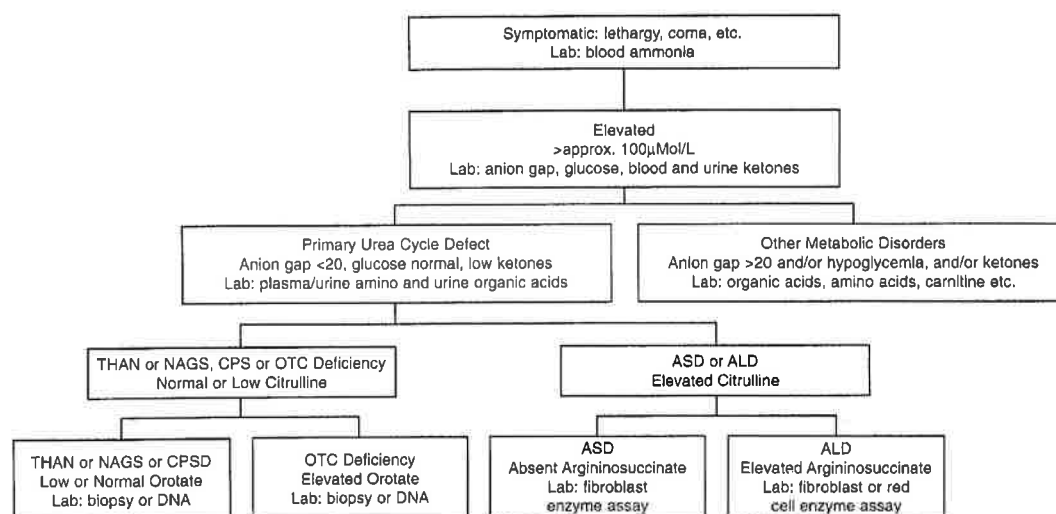 Symptomatic: lethargy, coma, etc.
Lab: blood ammonia
Elevated
>approx. 100μMol/L
Lab: anion gap, glucose, blood and urine ketones
Primary Urea Cycle Defect
Anion gap <20, glucose normal, low ketones
Lab: plasma/urine amino and urine organic acids
Other Metabolic Disorders
Anion gap >20 and/or hypoglycemia, and/or ketones
Lab: organic acids, amino acids, carnitine etc.
THAN or NAGS, CPS or OTC Deficiency
Normal or Low Citrulline
ASD or ALD
Elevated Citrulline
THAN or NAGS or CPSD
Low or Normal Orotate
Lab: biopsy or DNA
OTC Deficiency
Elevated Orotate
Lab: biopsy or DNA
ASD
Absent Argininosuccinate
Lab: fibroblast
enzyme assay
ALD
Elevated Argininosuccinate
Lab: fibroblast or red
cell enzyme assay